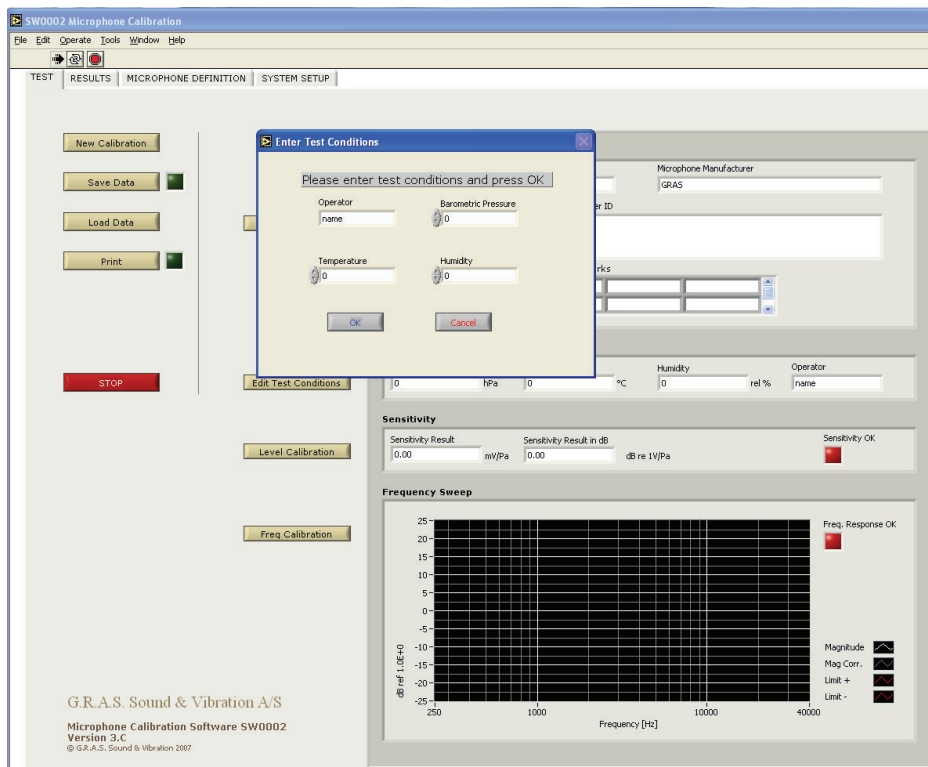 SW0002 Microphone Calibration
File Edit Operate Tools Window Help
TEST RESULTS MICROPHONE DEFINITION SYSTEM SETUP
New Calibration
Save Data
Load Data
Print
STOP
Enter Test Conditions
Please enter test conditions and press OK
Operator Barometric Pressure
name 0
Temperature Humidity
0 0
OK Cancel
Microphone Manufacturer
GRAS
er ID
rks
Edit Test Conditions
Humidity Operator
0 hPa 0 °C 0 rel % name
Sensitivity
Level Calibration
Sensitivity Result Sensitivity Result in dB Sensitivity OK
0.00 mV/Pa 0.00 dB re 1V/Pa
Frequency Sweep
Freq Calibration
Freq. Response OK
25
20
15
10
5
0
-5
-10
-15
-20
-25
dB ref 1.0E+0
250 1000 10000 40000
Frequency [Hz]
Magnitude
Mag Corr.
Limit +
Limit -
G.R.A.S. Sound & Vibration A/S
Microphone Calibration Software SW0002
Version 3.C
© G.R.A.S. Sound & Vibration 2007